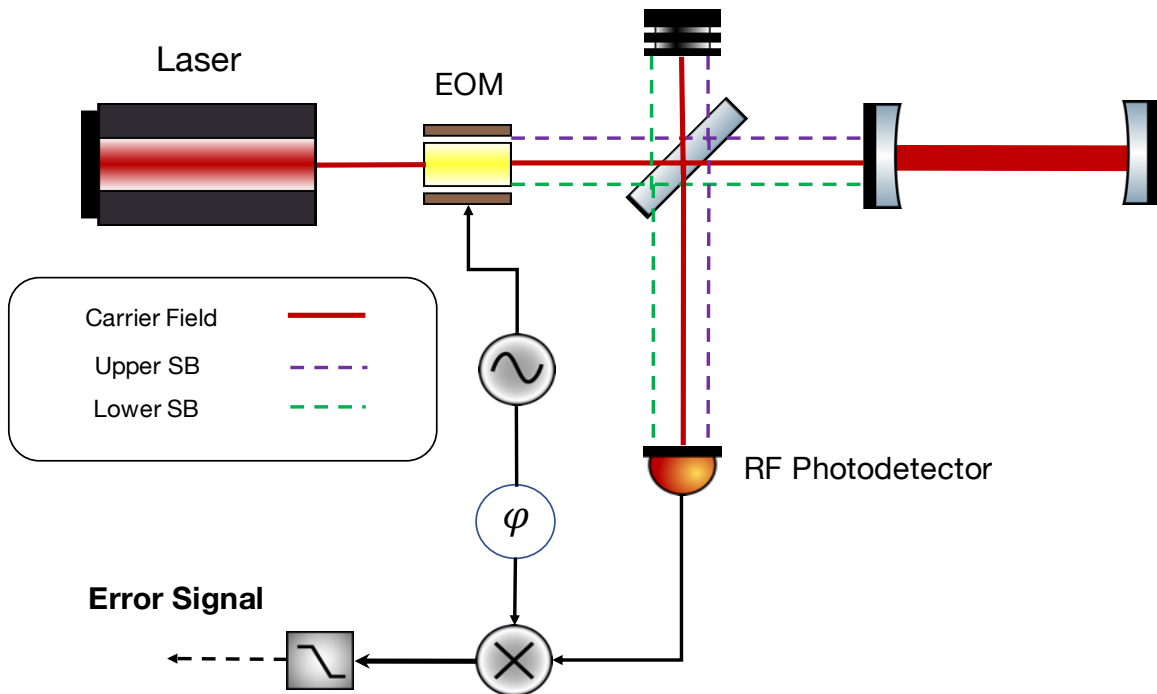 Laser
EOM
Carrier Field
Upper SB
Lower SB
RF Photodetector
φ
Error Signal